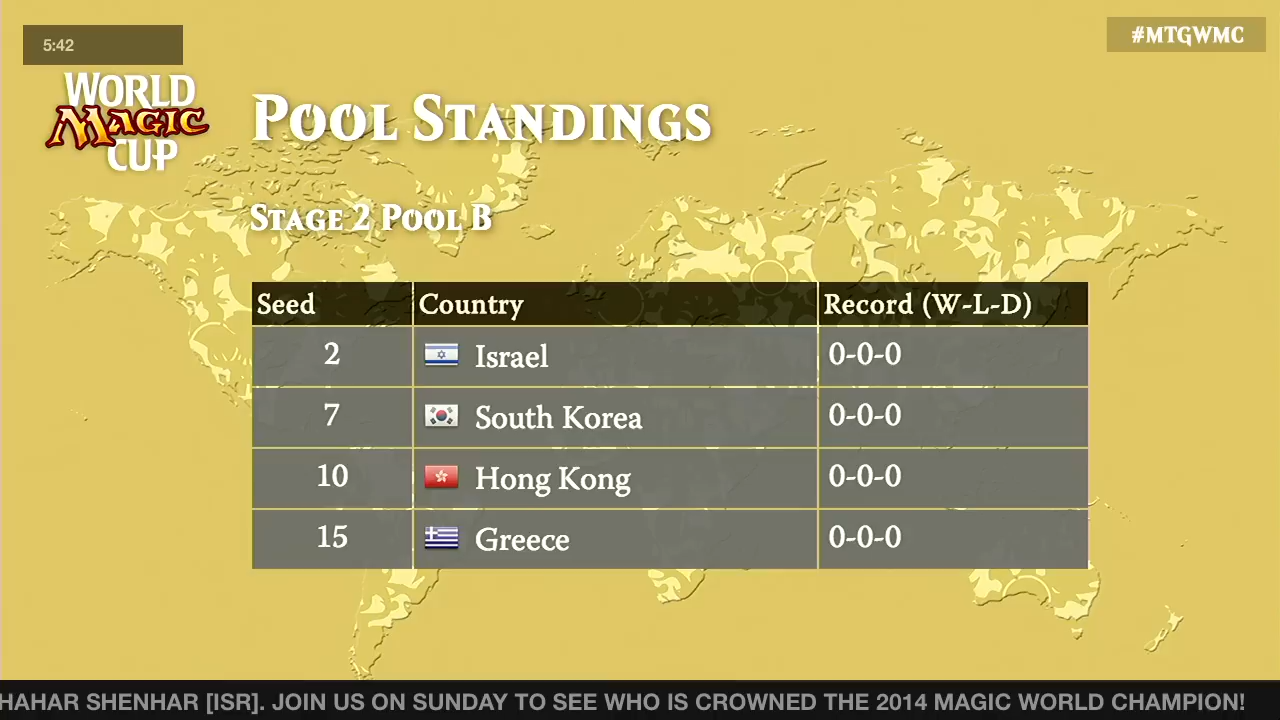 5:42
#MTGWMC
WORLD
MAGIC
CUP
POOL STANDINGS
STAGE 2 POOL B
Seed Country Record (W-L-D)
2 Israel 0-0-0
7 South Korea 0-0-0
10 Hong Kong 0-0-0
15 Greece 0-0-0
HAHAR SHENHAR [ISR]. JOIN US ON SUNDAY TO SEE WHO IS CROWNED THE 2014 MAGIC WORLD CHAMPION!